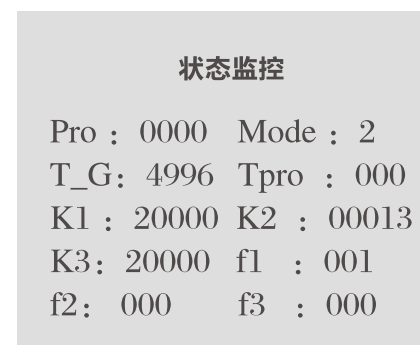 状态监控
Pro： 0000 Mode： 2
T_G： 4996 Tpro ： 000
K1 ： 20000 K2 ： 00013
K3： 20000 f1 ： 001
f2： 000 f3 ： 000